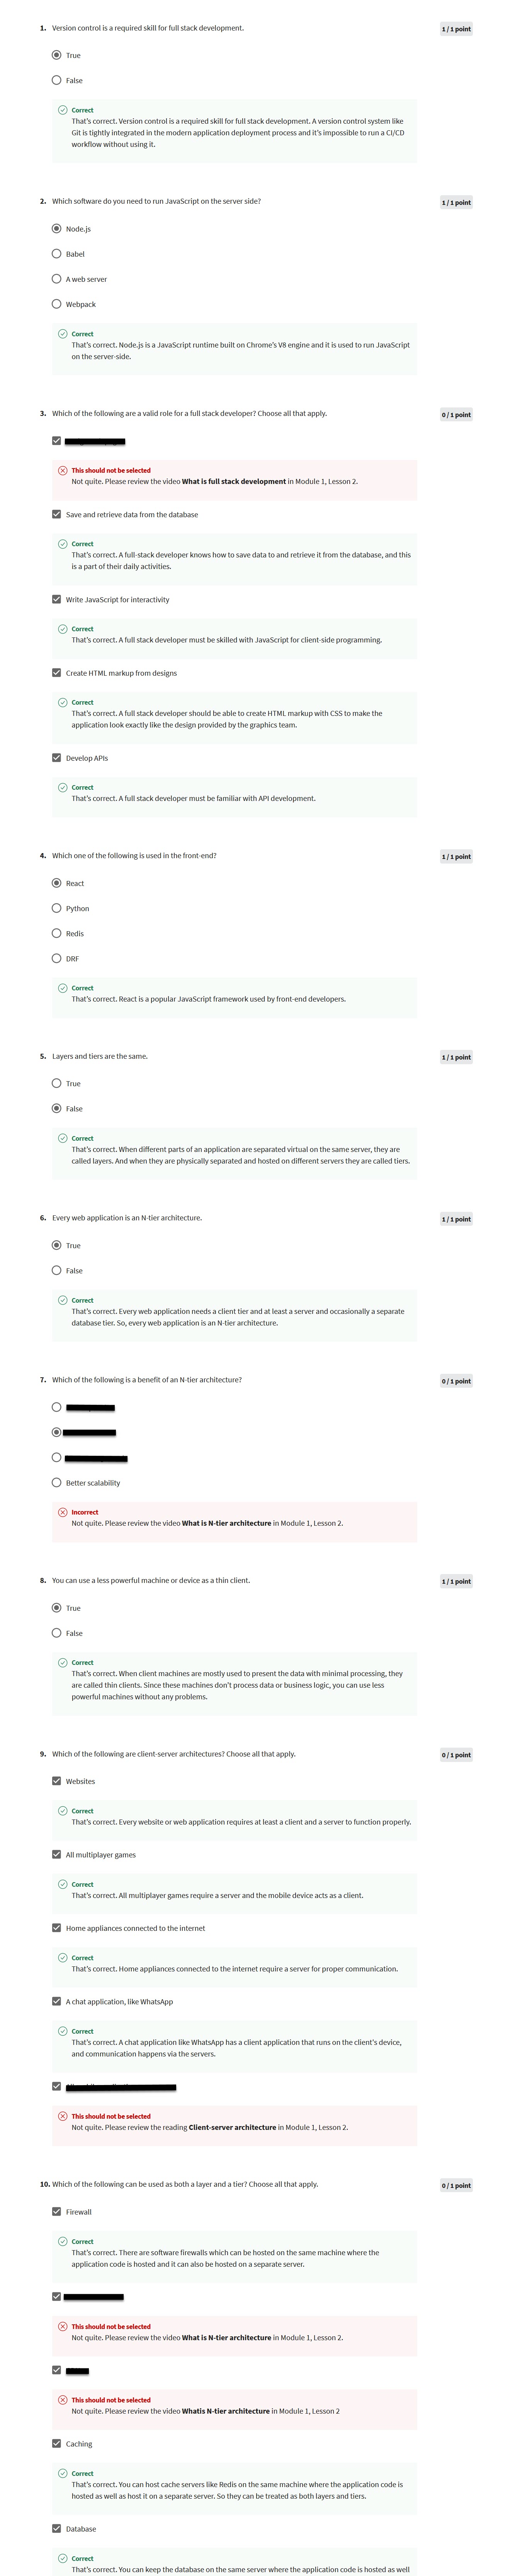 1. Version control is a required skill for full stack development.
1 / 1 point
True
False
Correct
That's correct. Version control is a required skill for full stack development. A version control system like
Git is tightly integrated in the modern application deployment process and it's impossible to run a CI/CD
workflow without using it.
2. Which software do you need to run JavaScript on the server side?
1 / 1 point
Node.js
Babel
A web server
Webpack
Correct
That's correct. Node.js is a JavaScript runtime built on Chrome's V8 engine and it is used to run JavaScript
on the server-side.
3. Which of the following are a valid role for a full stack developer? Choose all that apply.
0 / 1 point
This should not be selected
Not quite. Please review the video What is full stack development in Module 1, Lesson 2.
Save and retrieve data from the database
Correct
That's correct. A full-stack developer knows how to save data to and retrieve it from the database, and this
is a part of their daily activities.
Write JavaScript for interactivity
Correct
That's correct. A full stack developer must be skilled with JavaScript for client-side programming.
Create HTML markup from designs
Correct
That's correct. A full stack developer should be able to create HTML markup with CSS to make the
application look exactly like the design provided by the graphics team.
Develop APIs
Correct
That's correct. A full stack developer must be familiar with API development.
4. Which one of the following is used in the front-end?
1 / 1 point
React
Python
Redis
DRF
Correct
That's correct. React is a popular JavaScript framework used by front-end developers.
5. Layers and tiers are the same.
1 / 1 point
True
False
Correct
That's correct. When different parts of an application are separated virtual on the same server, they are
called layers. And when they are physically separated and hosted on different servers they are called tiers.
6. Every web application is an N-tier architecture.
1 / 1 point
True
False
Correct
That's correct. Every web application needs a client tier and at least a server and occasionally a separate
database tier. So, every web application is an N-tier architecture.
7. Which of the following is a benefit of an N-tier architecture?
0 / 1 point
Better scalability
Incorrect
Not quite. Please review the video What is N-tier architecture in Module 1, Lesson 2.
8. You can use a less powerful machine or device as a thin client.
1 / 1 point
True
False
Correct
That's correct. When client machines are mostly used to present the data with minimal processing, they
are called thin clients. Since these machines don't process data or business logic, you can use less
powerful machines without any problems.
9. Which of the following are client-server architectures? Choose all that apply.
0 / 1 point
Websites
Correct
That's correct. Every website or web application requires at least a client and a server to function properly.
All multiplayer games
Correct
That's correct. All multiplayer games require a server and the mobile device acts as a client.
Home appliances connected to the internet
Correct
That's correct. Home appliances connected to the internet require a server for proper communication.
A chat application, like WhatsApp
Correct
That's correct. A chat application like WhatsApp has a client application that runs on the client's device,
and communication happens via the servers.
This should not be selected
Not quite. Please review the reading Client-server architecture in Module 1, Lesson 2.
10. Which of the following can be used as both a layer and a tier? Choose all that apply.
0 / 1 point
Firewall
Correct
That's correct. There are software firewalls which can be hosted on the same machine where the
application code is hosted and it can also be hosted on a separate server.
This should not be selected
Not quite. Please review the video What is N-tier architecture in Module 1, Lesson 2.
This should not be selected
Not quite. Please review the video Whatis N-tier architecture in Module 1, Lesson 2
Caching
Correct
That's correct. You can host cache servers like Redis on the same machine where the application code is
hosted as well as host it on a separate server. So they can be treated as both layers and tiers.
Database
Correct
That's correct. You can keep the database on the same server where the application code is hosted as well